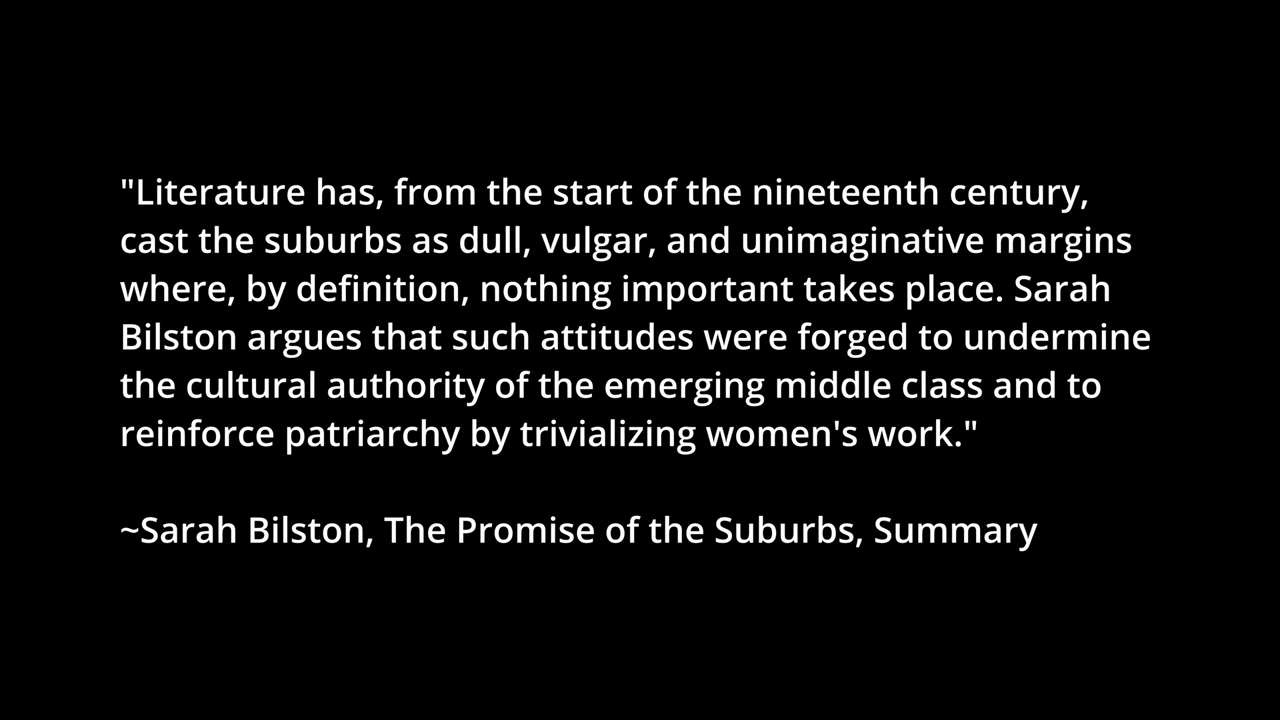 "Literature has, from the start of the nineteenth century,
cast the suburbs as dull, vulgar, and unimaginative margins
where, by definition, nothing important takes place. Sarah
Bilston argues that such attitudes were forged to undermine
the cultural authority of the emerging middle class and to
reinforce patriarchy by trivializing women's work."
~Sarah Bilston, The Promise of the Suburbs, Summary